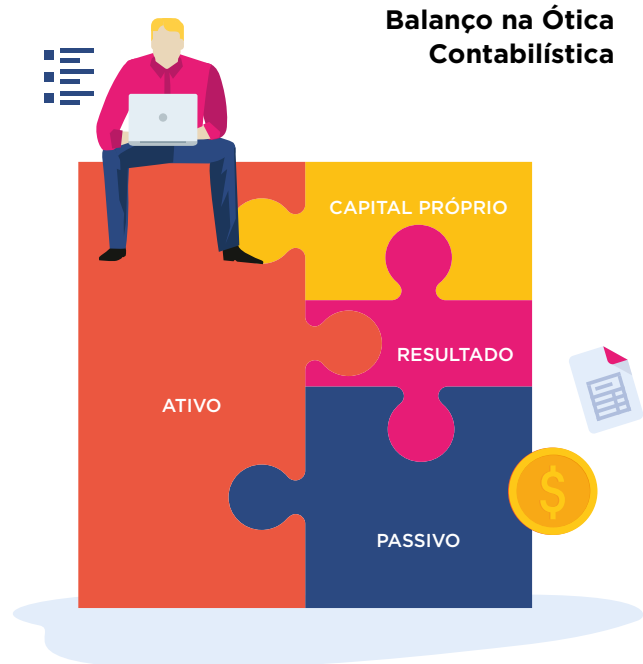 Balanço na Ótica
Contabilística
CAPITAL PRÓPRIO
RESULTADO
ATIVO
PASSIVO
$